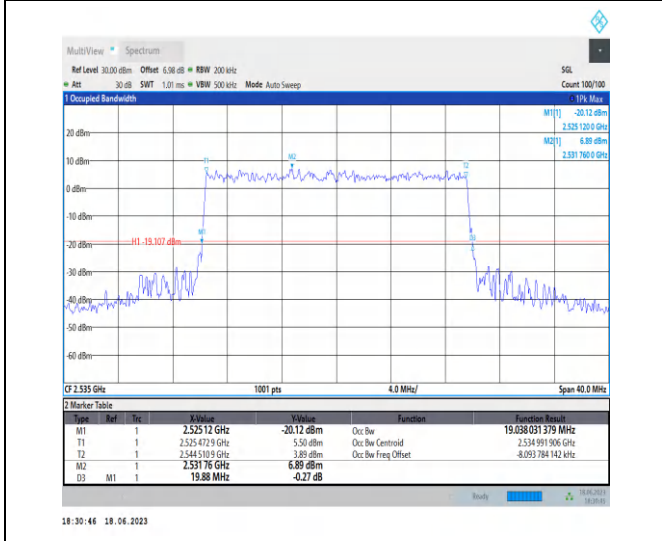 MultiView Spectrum
Ref Level 30.00 dBm Offset 6.98 dB RBW 200 kHz SGL
Att 30 dB SWT 1.01 ms VBW 500 kHz Mode Auto Sweep Count 100/100
1 Occupied Bandwidth 1Pk Max
M1[1] -20.12 dBm
2.525 120 0 GHz
M2[1] 6.89 dBm
2.531 760 0 GHz
20 dBm
10 dBm
0 dBm
-10 dBm
-20 dBm
-30 dBm
-40 dBm
-50 dBm
-60 dBm
T1
M2
T2
M1
D3
H1 -19.107 dBm
CF 2.535 GHz 1001 pts 4.0 MHz/ Span 40.0 MHz
2 Marker Table
Type Ref Trc X-Value Y-Value Function Function Result
M1 1 2.525 12 GHz -20.12 dBm Occ Bw 19.038 031 379 MHz
T1 1 2.525 472 9 GHz 5.50 dBm Occ Bw Centroid 2.534 991 906 GHz
T2 1 2.544 510 9 GHz 3.89 dBm Occ Bw Freq Offset -8.093 784 142 kHz
M2 1 2.531 76 GHz 6.89 dBm
D3 M1 1 19.88 MHz -0.27 dB
Ready 18.06.2023
18:30:45
18:30:46 18.06.2023